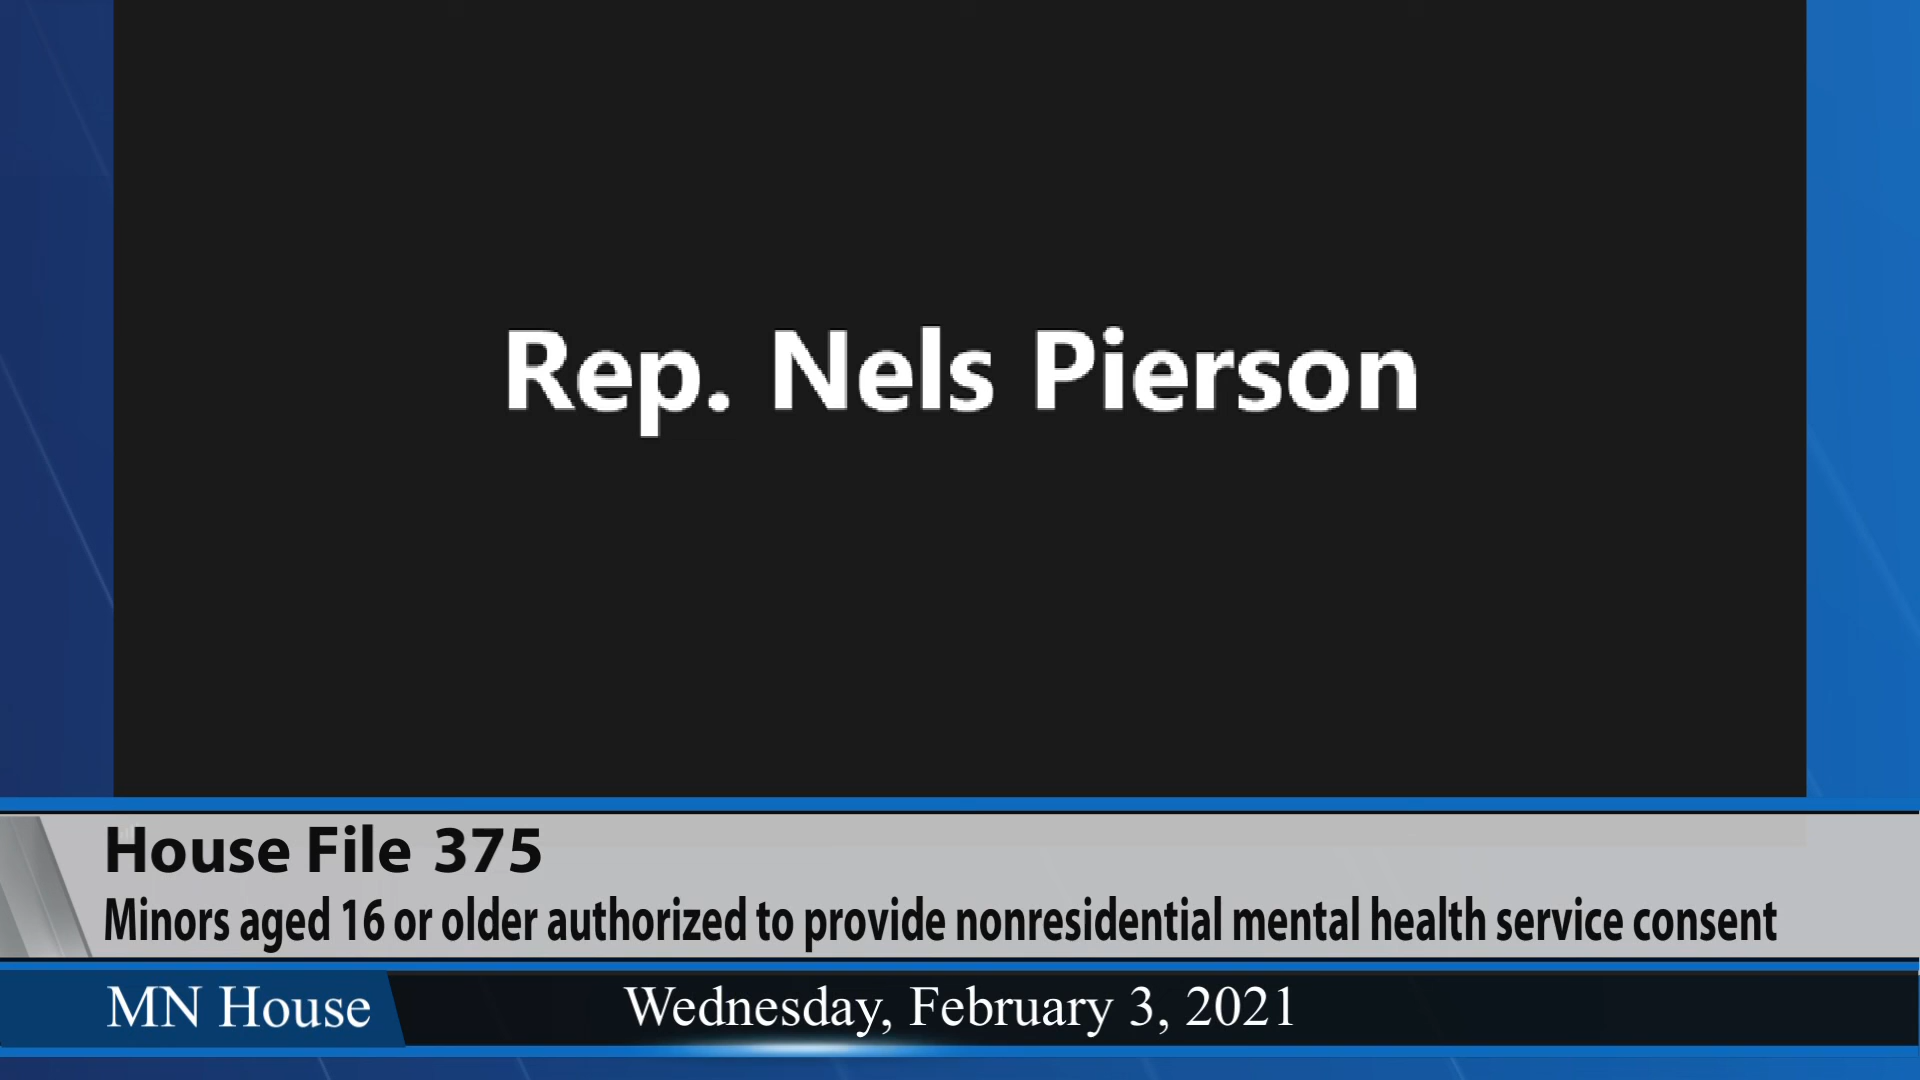 Rep. Nels Pierson
House File 375
Minors aged 16 or older authorized to provide nonresidential mental health service consent
MN House
Wednesday, February 3, 2021